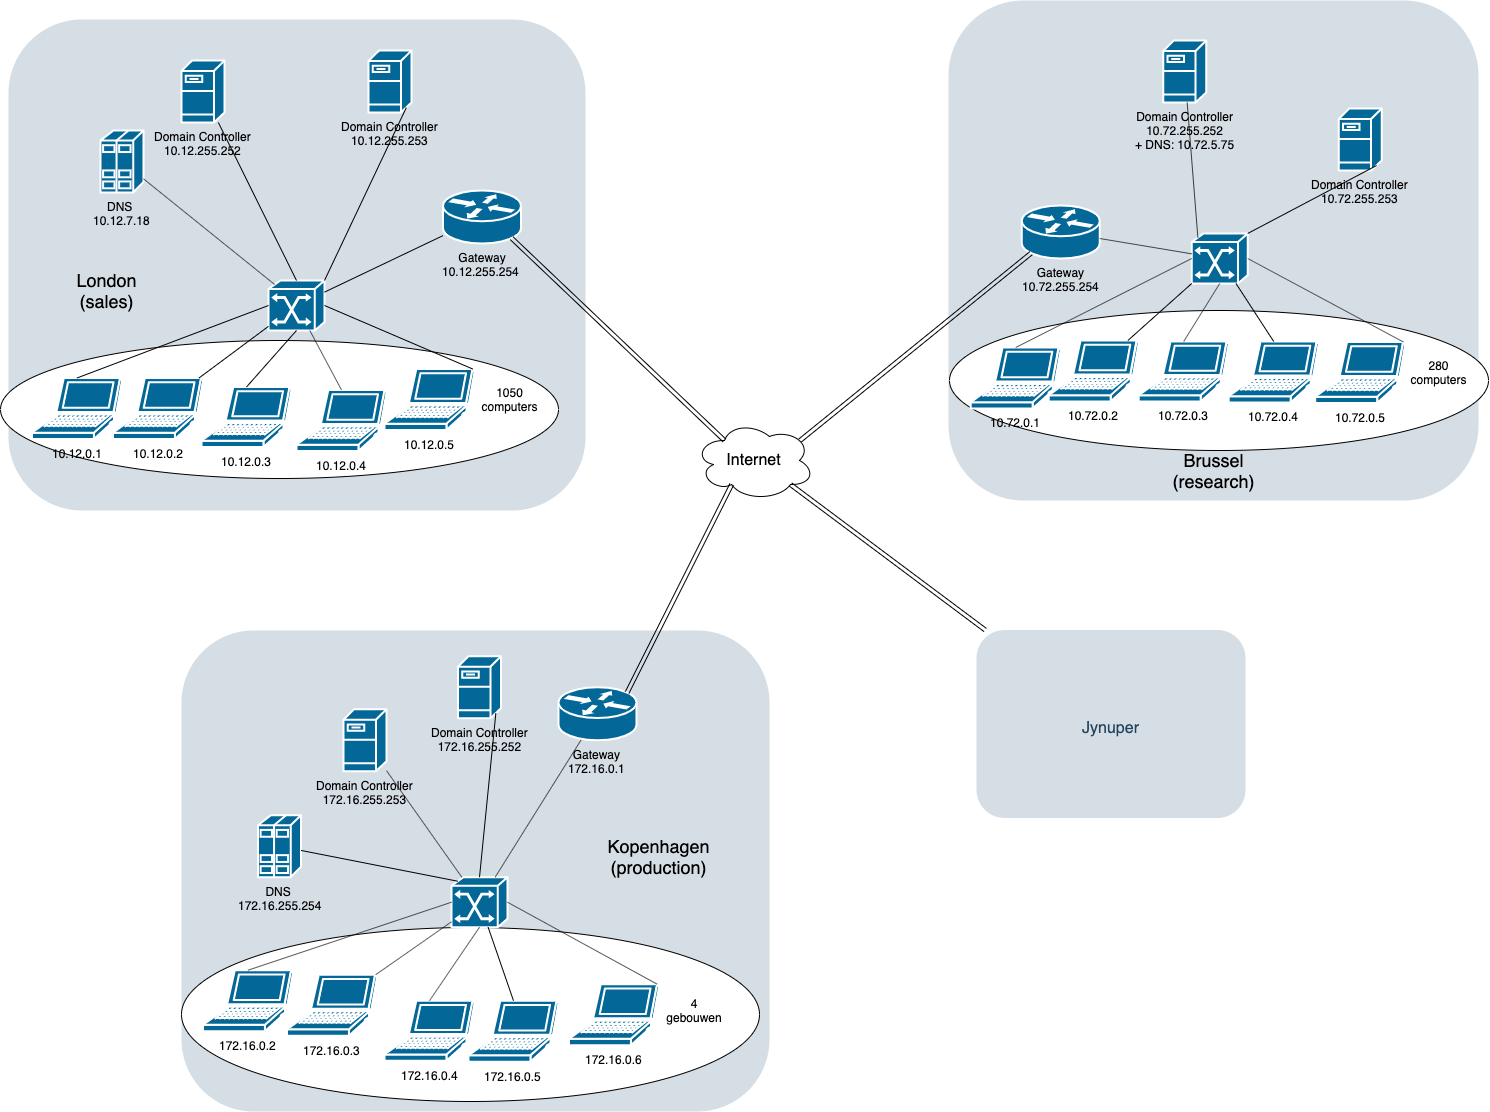 Domain Controller
10.12.255.252
Domain Controller
10.12.255.253
DNS
10.12.7.18
Gateway
10.12.255.254
London
(sales)
1050
computers
10.12.0.1
10.12.0.2
10.12.0.3
10.12.0.4
10.12.0.5
Domain Controller
10.72.255.252
+ DNS: 10.72.5.75
Domain Controller
10.72.255.253
Gateway
10.72.255.254
280
computers
10.72.0.1
10.72.0.2
10.72.0.3
10.72.0.4
10.72.0.5
Brussel
(research)
Internet
Domain Controller
172.16.255.252
Gateway
172.16.0.1
Domain Controller
172.16.255.253
DNS
172.16.255.254
Kopenhagen
(production)
4
gebouwen
172.16.0.2
172.16.0.3
172.16.0.4
172.16.0.5
172.16.0.6
Jynuper